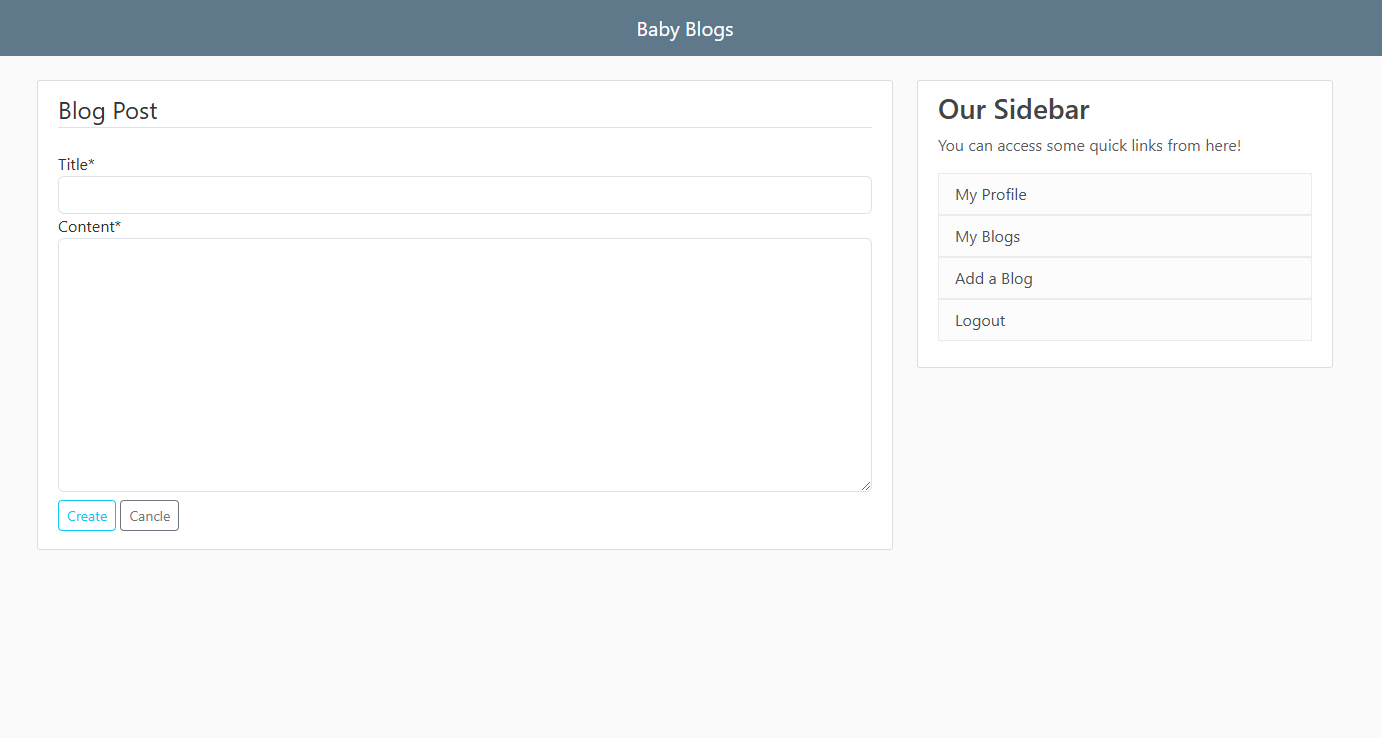 Baby Blogs
Blog Post
Title*
Content*
Create Cancle
Our Sidebar
You can access some quick links from here!
My Profile
My Blogs
Add a Blog
Logout